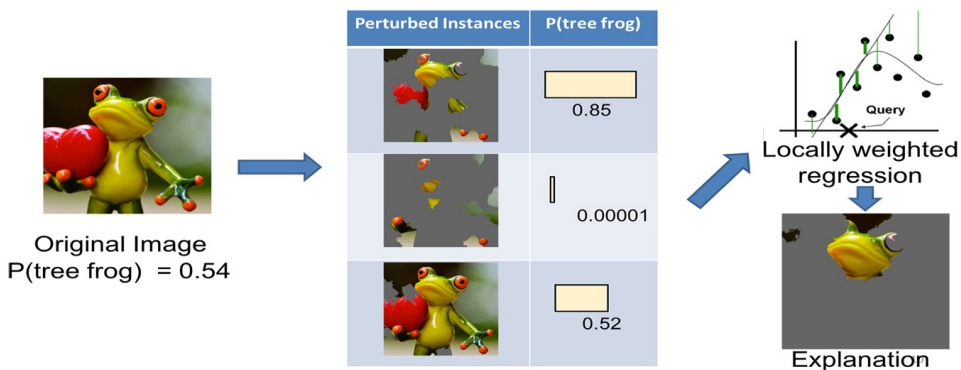 Original Image
P(tree frog) = 0.54
Perturbed Instances
P(tree frog)
0.85
0.00001
0.52
Query
Locally weighted
regression
Explanation